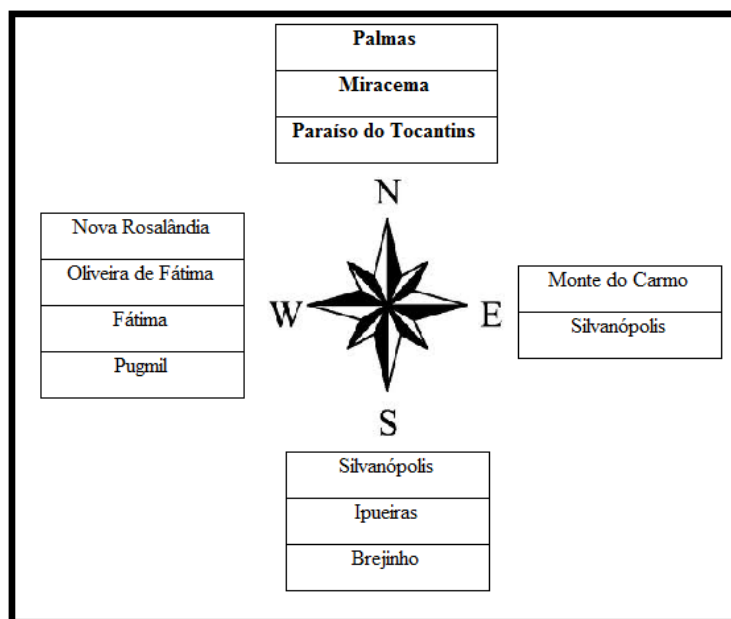 Palmas
Miracema
Paraíso do Tocantins
N
Nova Rosalândia
Oliveira de Fátima
Fátima
Pugmil
W
E
Monte do Carmo
Silvanópolis
S
Silvanópolis
Ipueiras
Brejinho